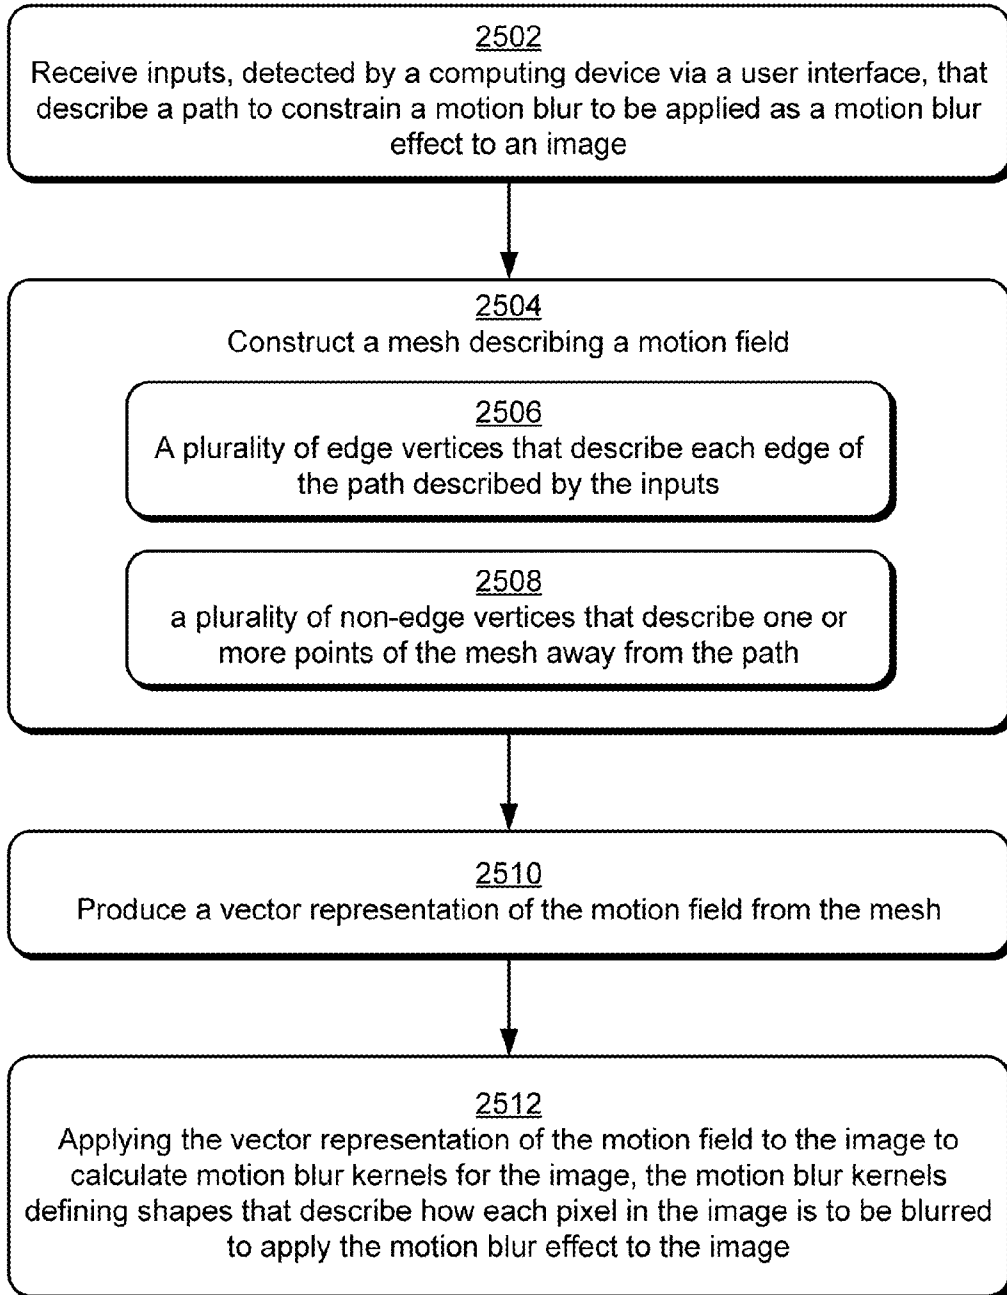 2502
Receive inputs, detected by a computing device via a user interface, that
describe a path to constrain a motion blur to be applied as a motion blur
effect to an image
2504
Construct a mesh describing a motion field
2506
A plurality of edge vertices that describe each edge of
the path described by the inputs
2508
a plurality of non-edge vertices that describe one or
more points of the mesh away from the path
2510
Produce a vector representation of the motion field from the mesh
2512
Applying the vector representation of the motion field to the image to
calculate motion blur kernels for the image, the motion blur kernels
defining shapes that describe how each pixel in the image is to be blurred
to apply the motion blur effect to the image